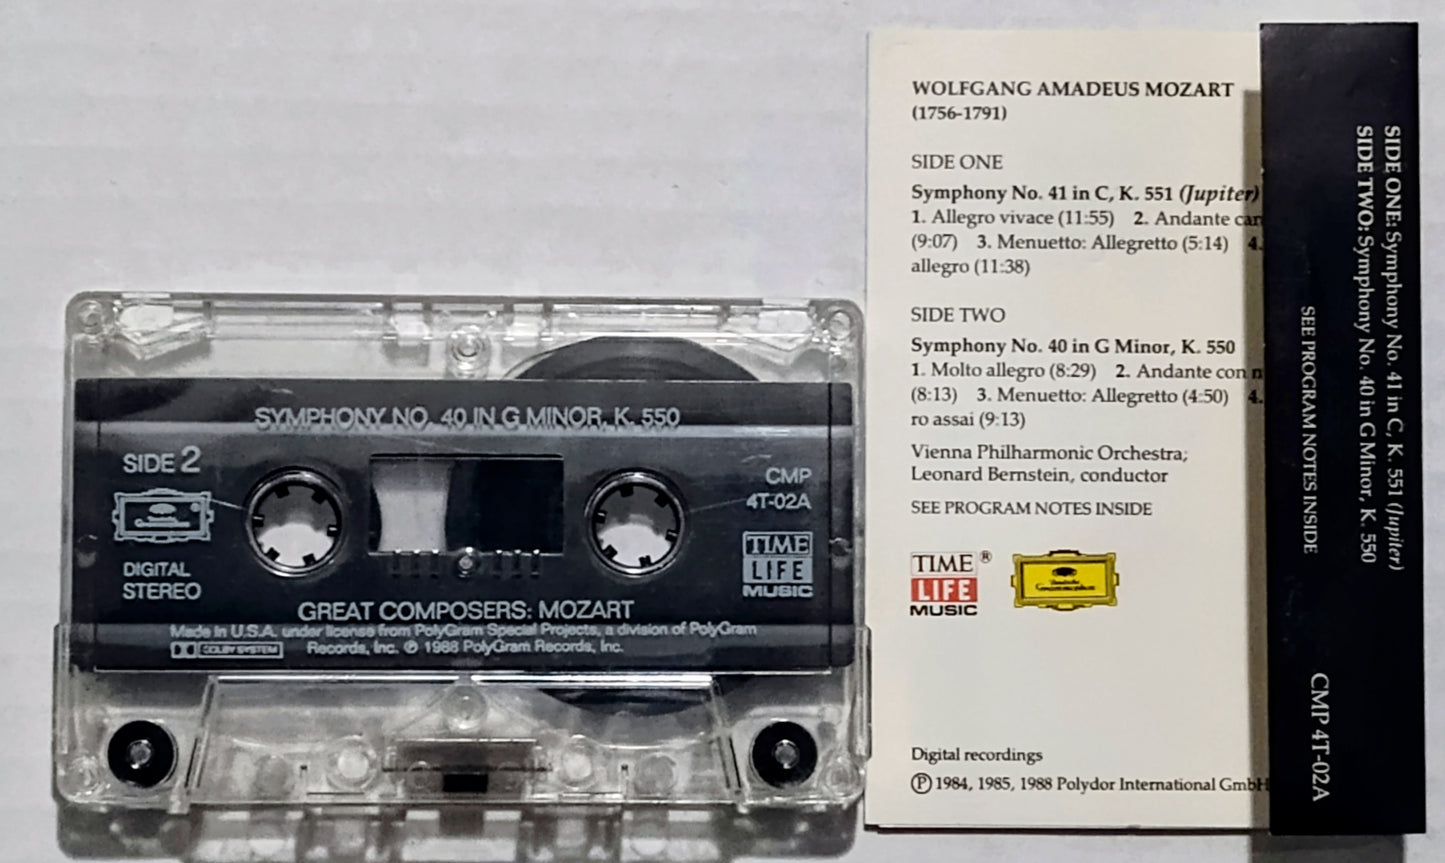 SYMPHONY NO. 40 IN G MINOR, K. 550
SIDE 2
Deutsche
Grammophon
DIGITAL
STEREO
CMP
4T-02A
TIME
LIFE
MUSIC
GREAT COMPOSERS: MOZART
Made in U.S.A. under license from PolyGram Special Projects, a division of PolyGram
DOLBY SYSTEM
Records, Inc. ℗ 1988 PolyGram Records, Inc.
WOLFGANG AMADEUS MOZART
(1756-1791)
SIDE ONE
Symphony No. 41 in C, K. 551 (Jupiter)
1. Allegro vivace (11:55) 2. Andante can
(9:07) 3. Menuetto: Allegretto (5:14) 4.
allegro (11:38)
SIDE TWO
Symphony No. 40 in G Minor, K. 550
1. Molto allegro (8:29) 2. Andante con
(8:13) 3. Menuetto: Allegretto (4:50) 4.
ro assai (9:13)
Vienna Philharmonic Orchestra;
Leonard Bernstein, conductor
SEE PROGRAM NOTES INSIDE
TIME ®
LIFE
MUSIC
Deutsche
Grammophon
Digital recordings
℗ 1984, 1985, 1988 Polydor International GmbH
SIDE ONE: Symphony No. 41 in C, K. 551 (Jupiter)
SIDE TWO: Symphony No. 40 in G Minor, K. 550
SEE PROGRAM NOTES INSIDE
CMP 4T-02A